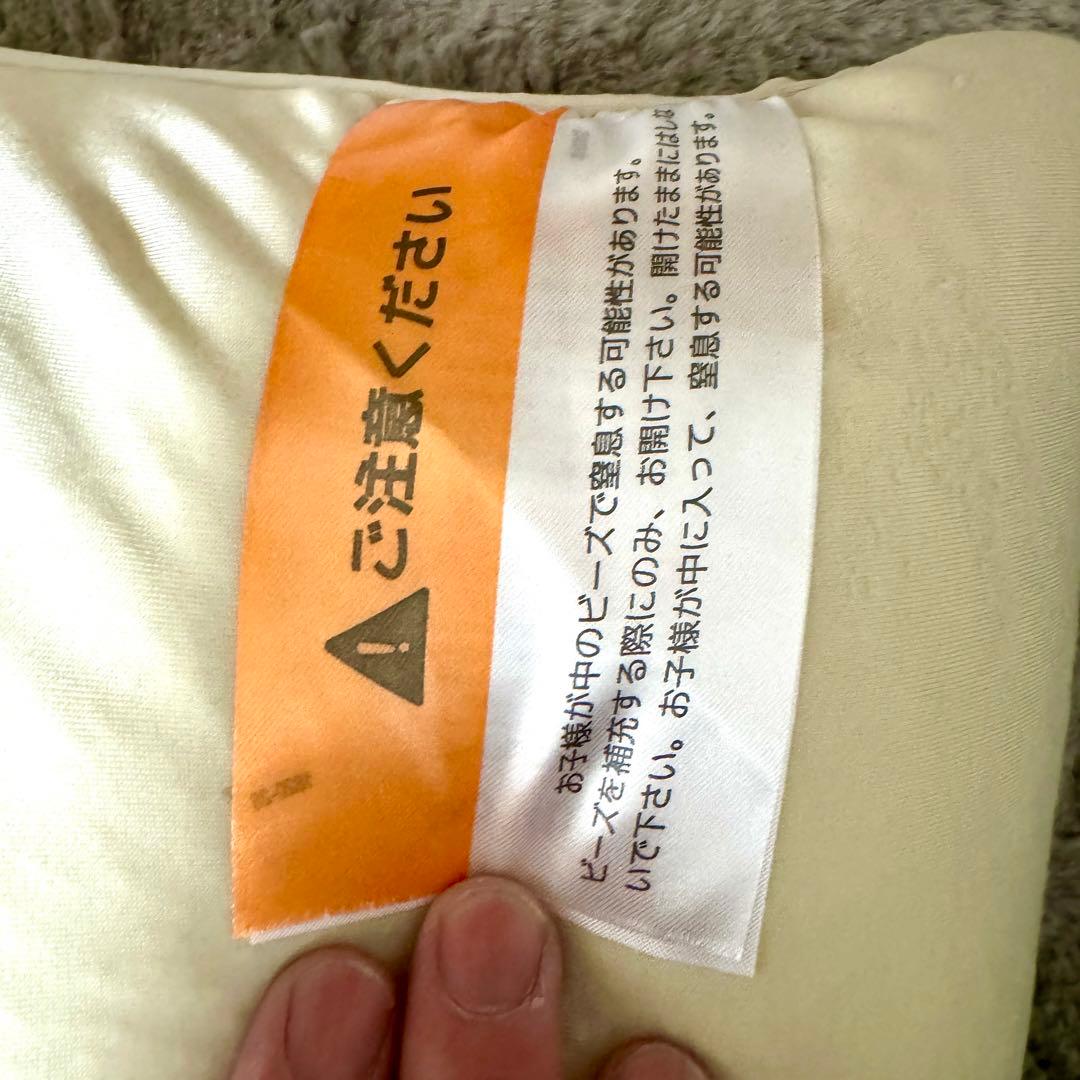 ご注意ください
お子様が中のビーズで窒息する可能性があります。
ビーズを補充する際にのみ、お開け下さい。開けたままにはしな
いで下さい。お子様が中に入って、窒息する可能性があります。